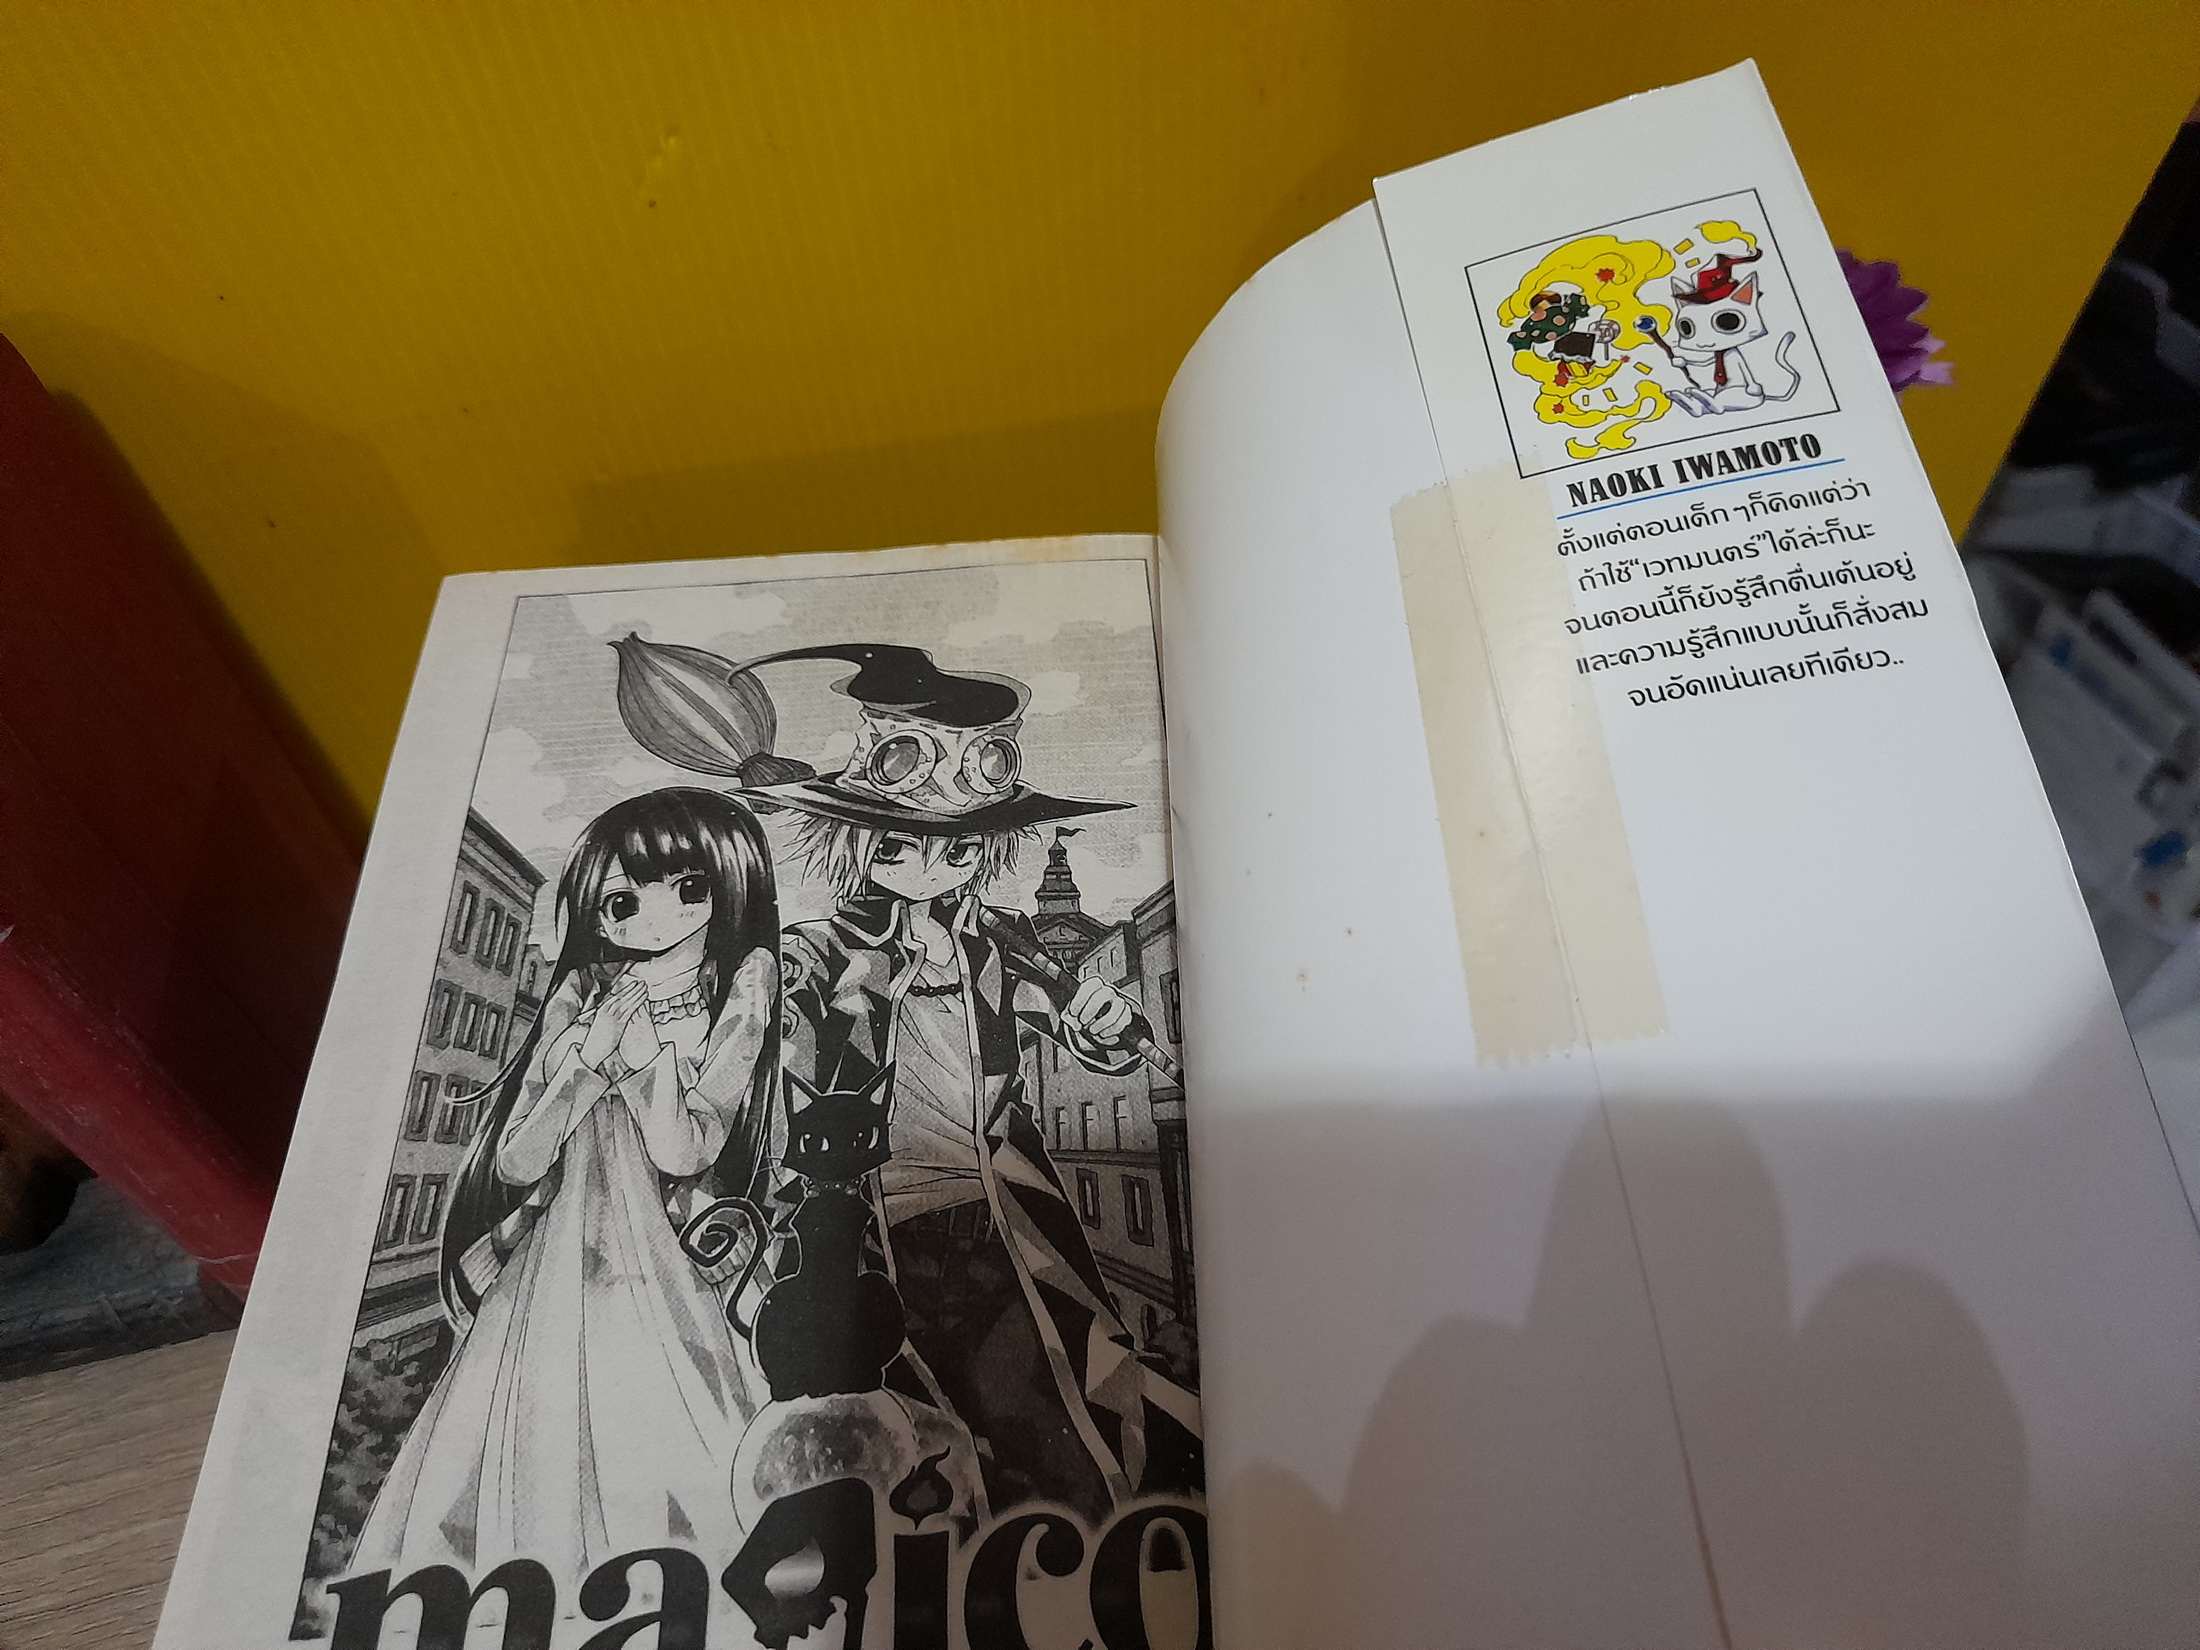 magico
NAOKI IWAMOTO
ตั้งแต่ตอนเด็กๆก็คิดแต่ว่า
ถ้าใช้“เวทมนตร์”ได้ล่ะก็นะ
จนตอนนี้ก็ยังรู้สึกตื่นเต้นอยู่
และความรู้สึกแบบนั้นก็สั่งสม
จนอัดแน่นเลยทีเดียว..